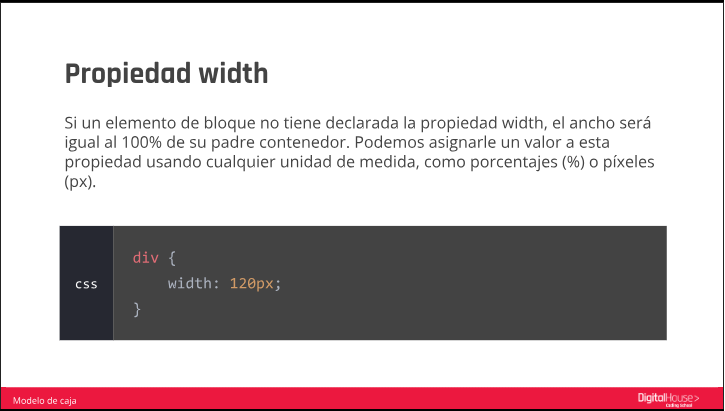 Propiedad width
Si un elemento de bloque no tiene declarada la propiedad width, el ancho será
igual al 100% de su padre contenedor. Podemos asignarle un valor a esta
propiedad usando cualquier unidad de medida, como porcentajes (%) o píxeles
(px).
css
div {
    width: 120px;
}
Modelo de caja
DigitalHouse>
Coding School